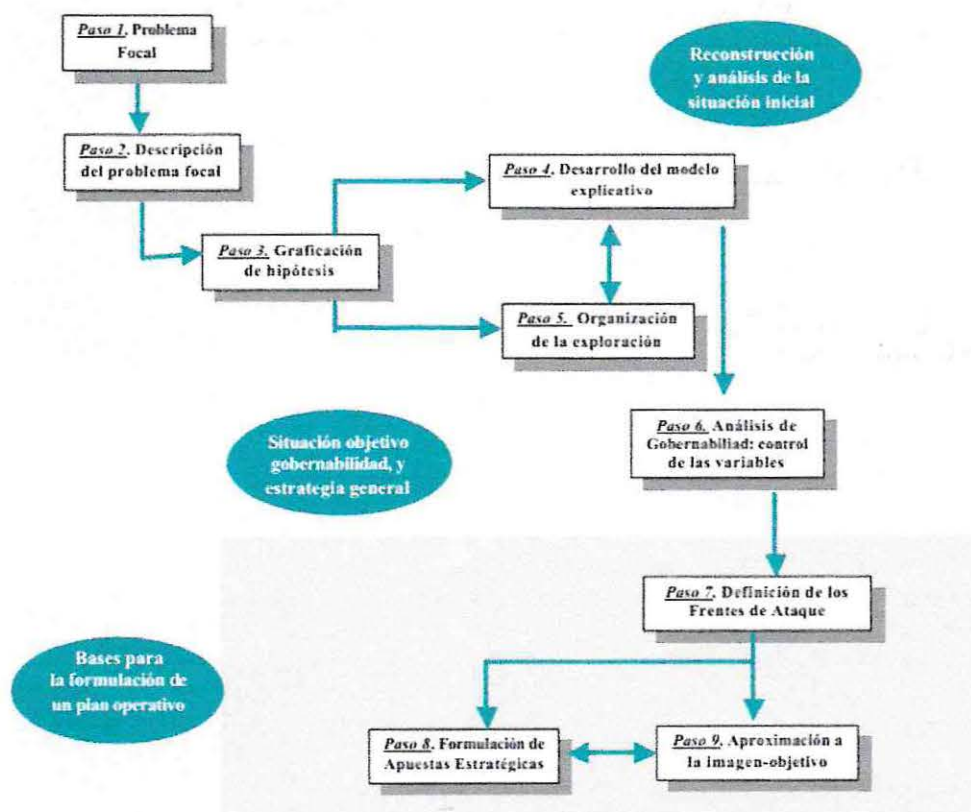 Paso 1. Problema
Focal
Reconstrucción
y análisis de la
situación inicial
Paso 2. Descripción
del problema focal
Paso 4. Desarrollo del modelo
explicativo
Paso 3. Graficación
de hipótesis
Paso 5. Organización
de la exploración
Situación objetivo
gobernabilidad, y
estrategia general
Paso 6. Análisis de
Gobernabiliad: control
de las variables
Paso 7. Definición de los
Frentes de Ataque
Bases para
la formulación de
un plan operativo
Paso 8. Formulación de
Apuestas Estratégicas
Paso 9. Aproximación a
la imagen-objetivo